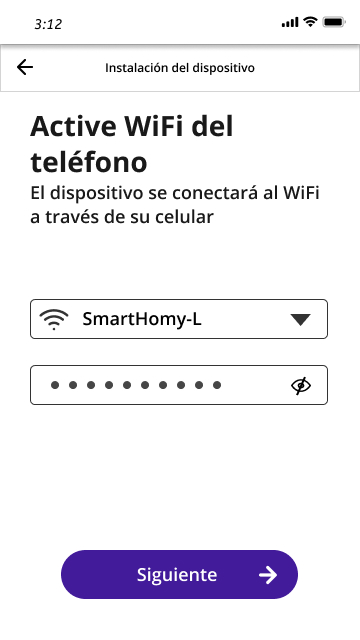 3:12
Instalación del dispositivo
Active WiFi del
teléfono
El dispositivo se conectará al WiFi
a través de su celular
SmartHomy-L
Siguiente